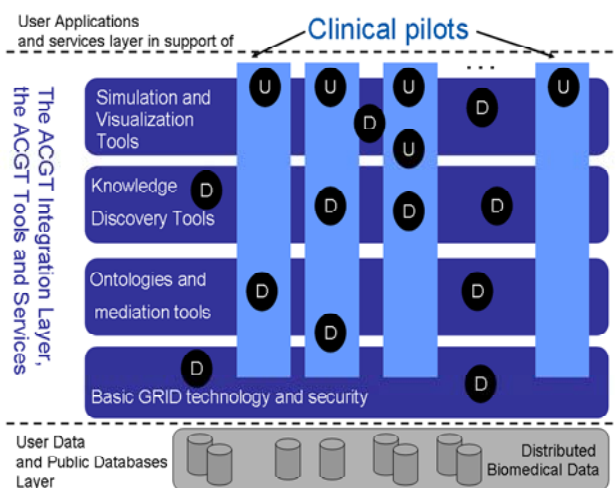 User Applications
and services layer in support of
Clinical pilots
...
The ACGT Integration Layer,
the ACGT Tools and Services
U
U
U
U
D
D
Simulation and
Visualization
Tools
U
Knowledge
Discovery Tools
D
D
D
D
Ontologies and
mediation tools
D
D
D
D
D
Basic GRID technology and security
User Data
and Public Databases
Layer
Distributed
Biomedical Data